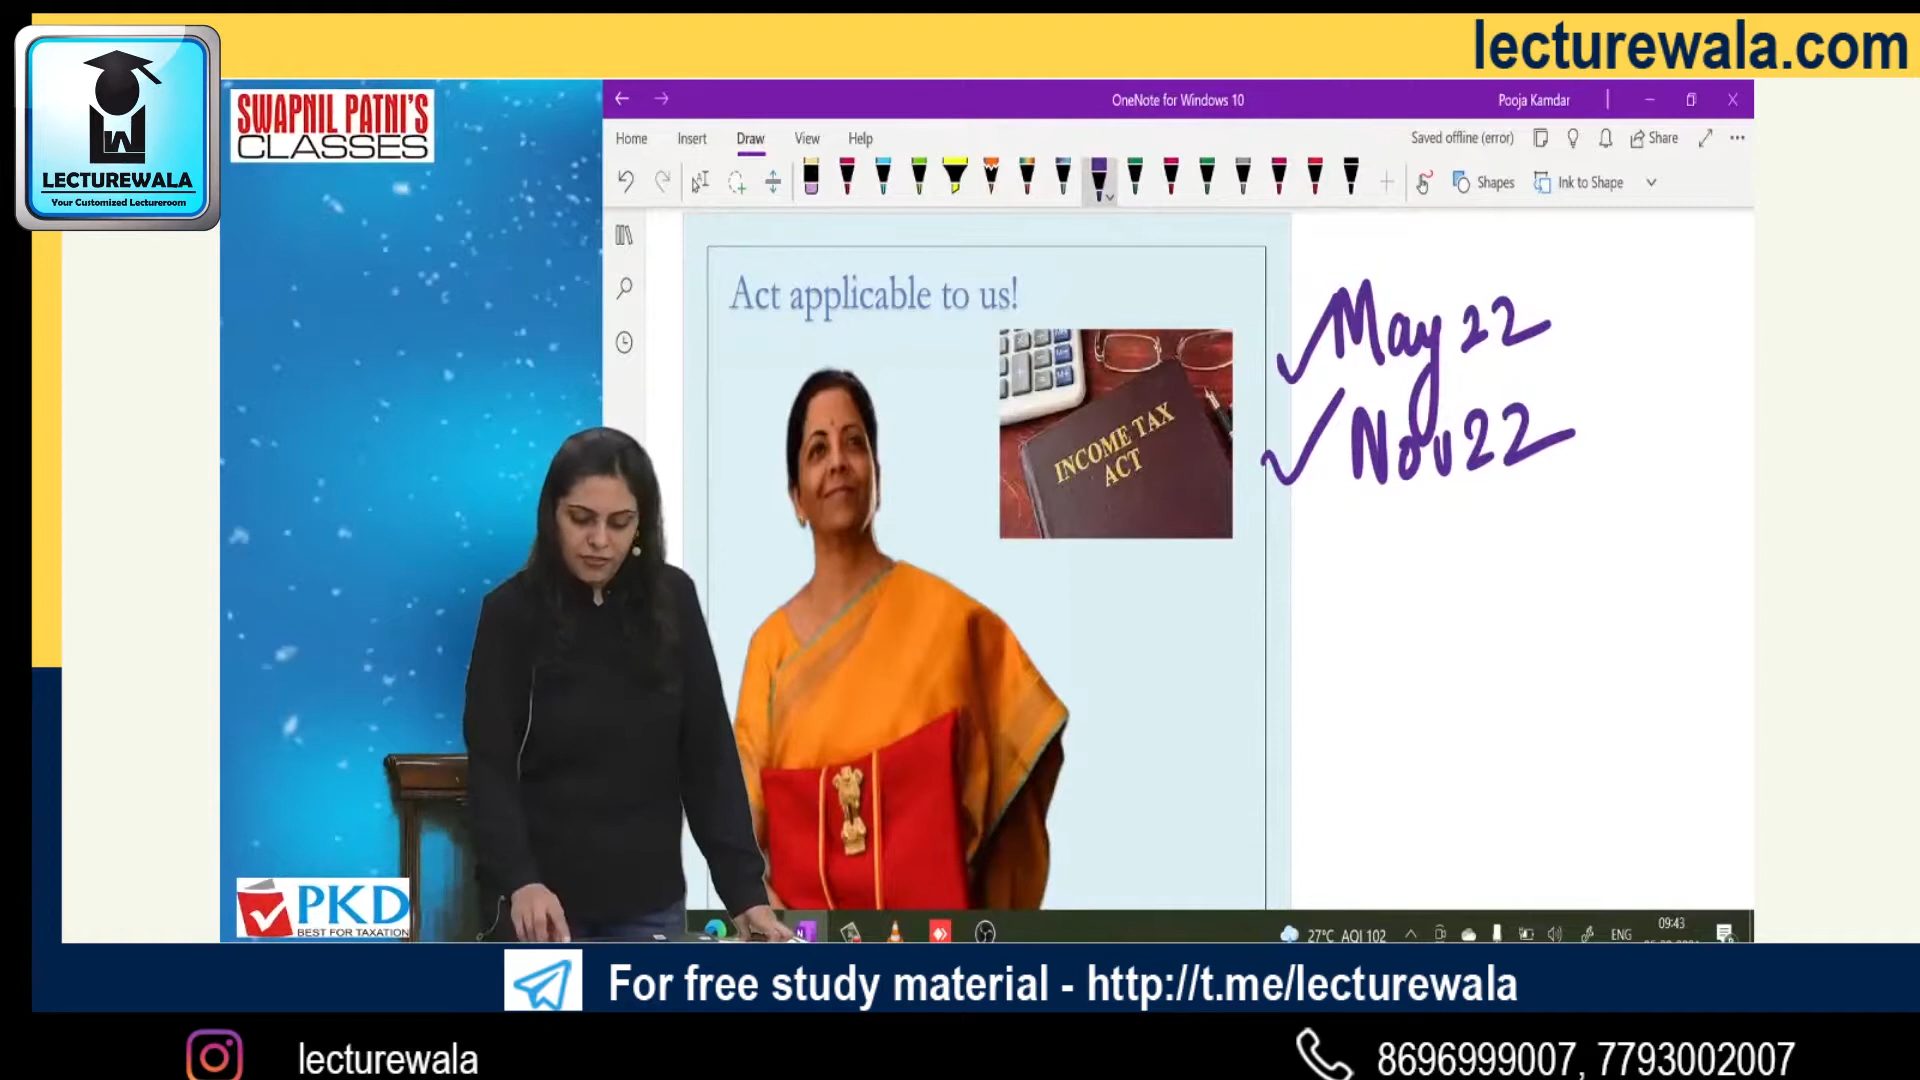 lecturewala.com
LW
LECTUREWALA
Your Customized Lectureroom
SWAPNIL PATNI'S
CLASSES
OneNote for Windows 10
Pooja Kamdar
Home Insert Draw View Help
Saved offline (error)
Share
Shapes
Ink to Shape
Act applicable to us!
INCOME TAX
ACT
May 22
Nov 22
PKD
BEST FOR TAXATION
27°C AQI 102
ENG
09:43
For free study material - http://t.me/lecturewala
lecturewala
8696999007, 7793002007